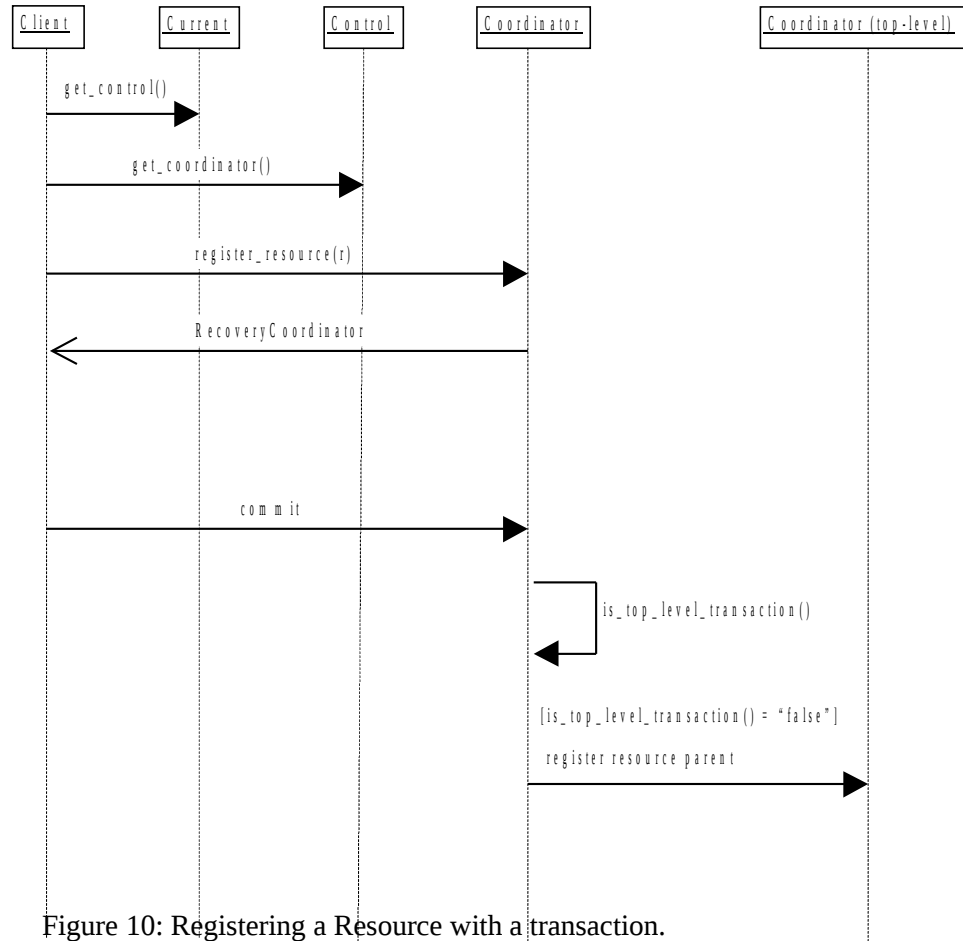 Client
Current
Control
Coordinator
Coordinator (top-level)
get_control()
get_coordinator()
register_resource(r)
RecoveryCoordinator
commit
is_top_level_transaction()
[is_top_level_transaction() = “false”]
register resource parent
Figure 10: Registering a Resource with a transaction.